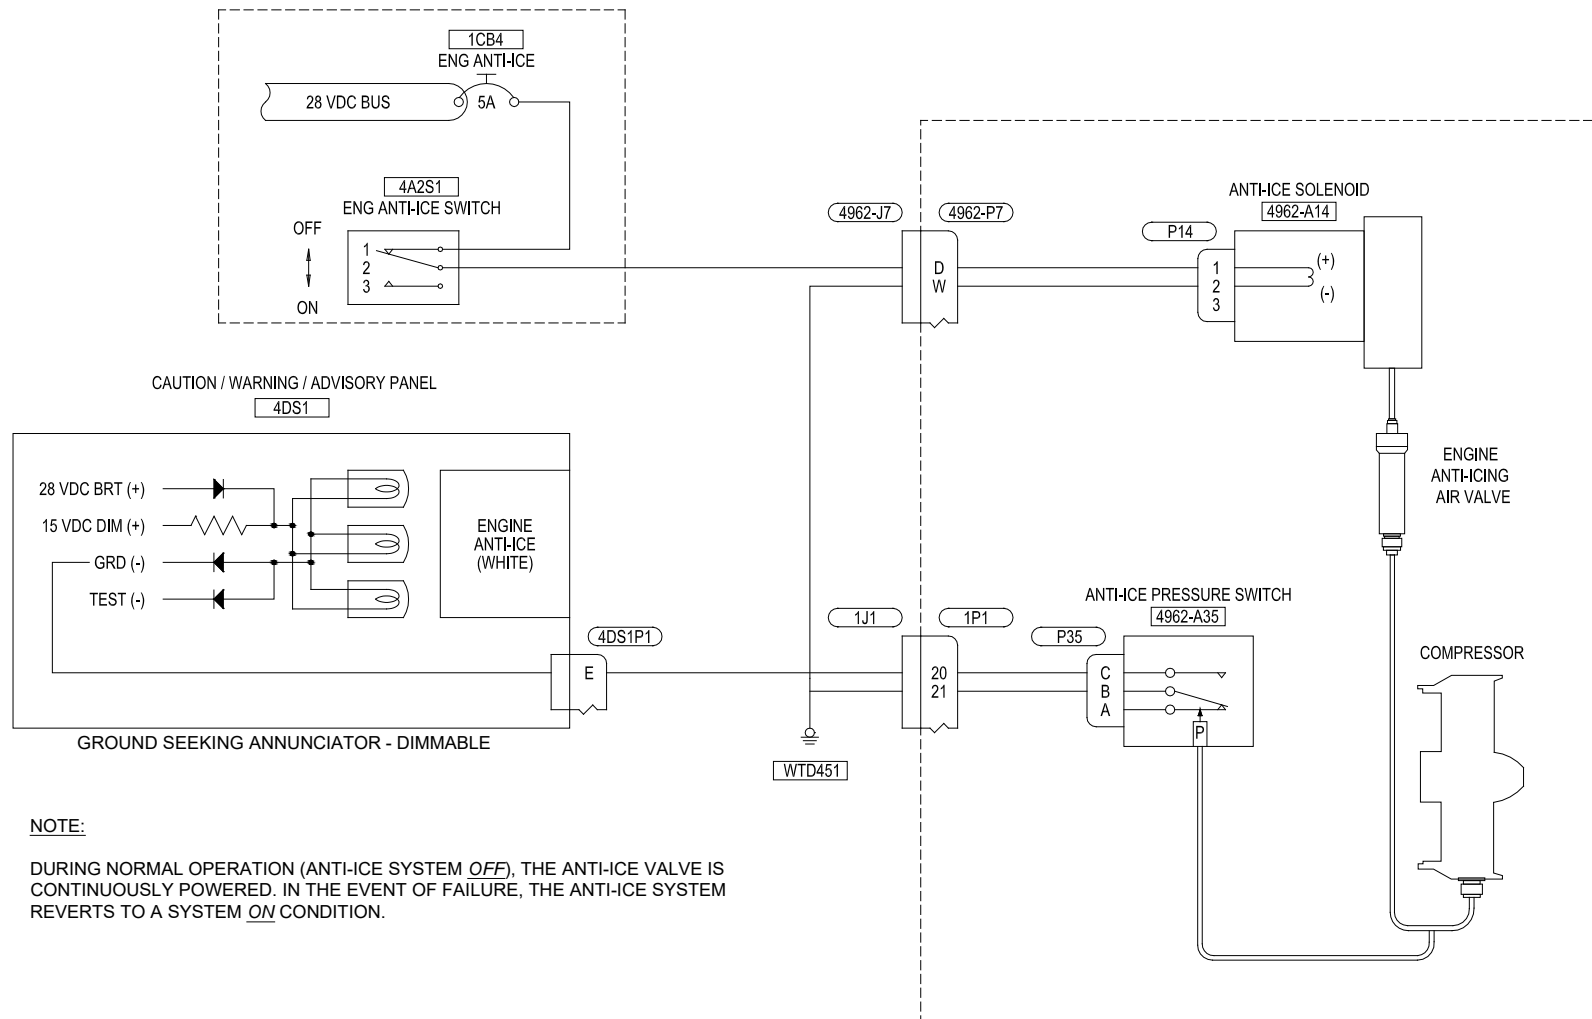 1CB4
ENG ANTI-ICE
28 VDC BUS
5A
4A2S1
ENG ANTI-ICE SWITCH
OFF
ON
1
2
3
4962-J7
4962-P7
D
W
ANTI-ICE SOLENOID
4962-A14
P14
1
2
3
(+)
(-)
CAUTION / WARNING / ADVISORY PANEL
4DS1
28 VDC BRT (+)
15 VDC DIM (+)
GRD (-)
TEST (-)
ENGINE
ANTI-ICE
(WHITE)
4DS1P1
E
GROUND SEEKING ANNUNCIATOR - DIMMABLE
ENGINE
ANTI-ICING
AIR VALVE
1J1
1P1
20
21
WTD451
ANTI-ICE PRESSURE SWITCH
4962-A35
P35
C
B
A
P
COMPRESSOR
NOTE:
DURING NORMAL OPERATION (ANTI-ICE SYSTEM OFF), THE ANTI-ICE VALVE IS
CONTINUOUSLY POWERED. IN THE EVENT OF FAILURE, THE ANTI-ICE SYSTEM
REVERTS TO A SYSTEM ON CONDITION.